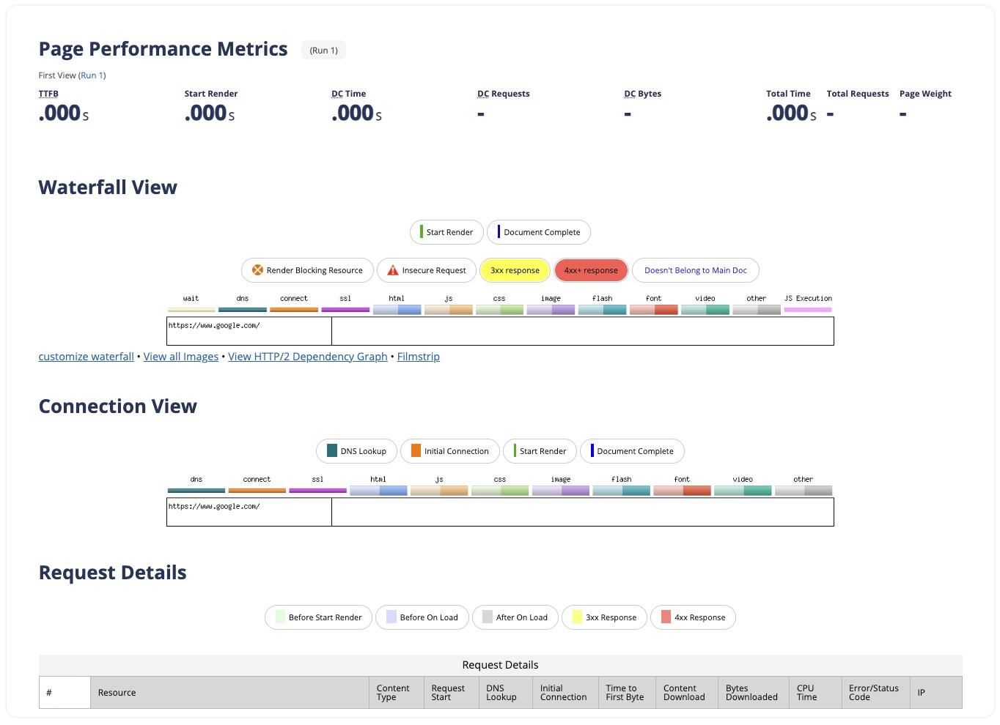 Page Performance Metrics (Run 1)
First View (Run 1)
TTFB Start Render DC Time DC Requests DC Bytes Total Time Total Requests Page Weight
.000s .000s .000s - - .000s - -
Waterfall View
Start Render Document Complete
Render Blocking Resource Insecure Request 3xx response 4xx+ response Doesn't Belong to Main Doc
wait dns connect ssl html js css image flash font video other JS Execution
https://www.google.com/
customize waterfall • View all Images • View HTTP/2 Dependency Graph • Filmstrip
Connection View
DNS Lookup Initial Connection Start Render Document Complete
dns connect ssl html js css image flash font video other
https://www.google.com/
Request Details
Before Start Render Before On Load After On Load 3xx Response 4xx Response
Request Details
# Resource Content Type Request Start DNS Lookup Initial Connection Time to First Byte Content Download Bytes Downloaded CPU Time Error/Status Code IP